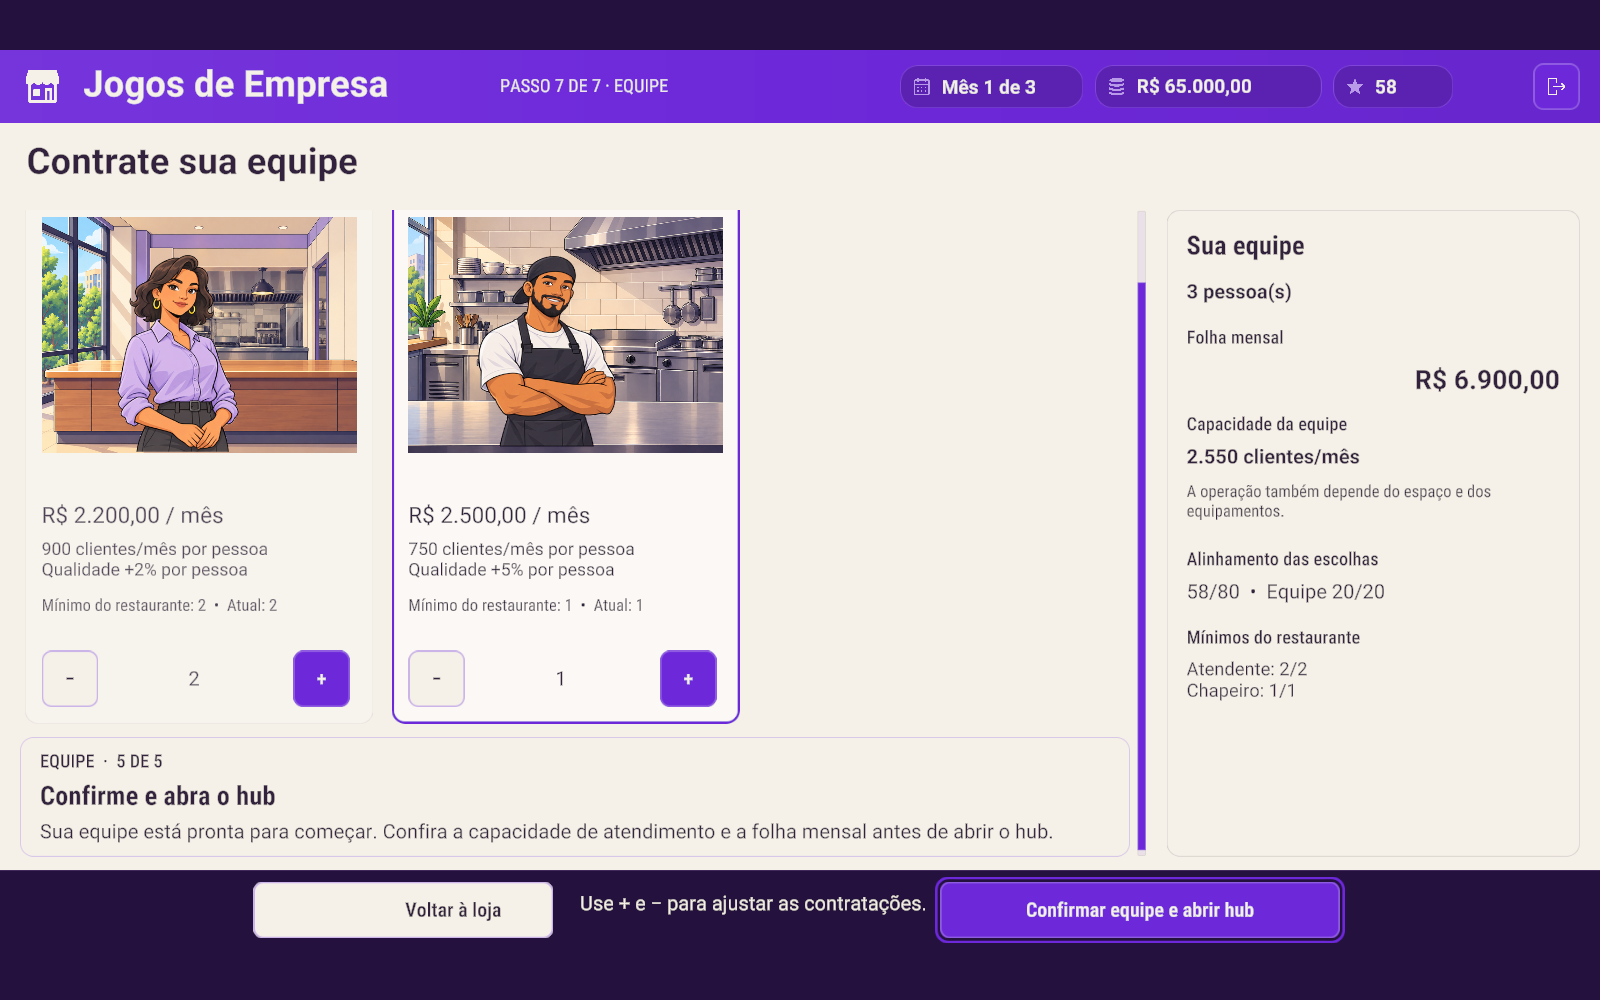 Jogos de Empresa
PASSO 7 DE 7 · EQUIPE
Mês 1 de 3
R$ 65.000,00
58
Contrate sua equipe
R$ 2.200,00 / mês
900 clientes/mês por pessoa
Qualidade +2% por pessoa
Mínimo do restaurante: 2 • Atual: 2
-
2
+
R$ 2.500,00 / mês
750 clientes/mês por pessoa
Qualidade +5% por pessoa
Mínimo do restaurante: 1 • Atual: 1
-
1
+
EQUIPE · 5 DE 5
Confirme e abra o hub
Sua equipe está pronta para começar. Confira a capacidade de atendimento e a folha mensal antes de abrir o hub.
Sua equipe
3 pessoa(s)
Folha mensal
R$ 6.900,00
Capacidade da equipe
2.550 clientes/mês
A operação também depende do espaço e dos
equipamentos.
Alinhamento das escolhas
58/80 • Equipe 20/20
Mínimos do restaurante
Atendente: 2/2
Chapeiro: 1/1
Voltar à loja
Use + e − para ajustar as contratações.
Confirmar equipe e abrir hub